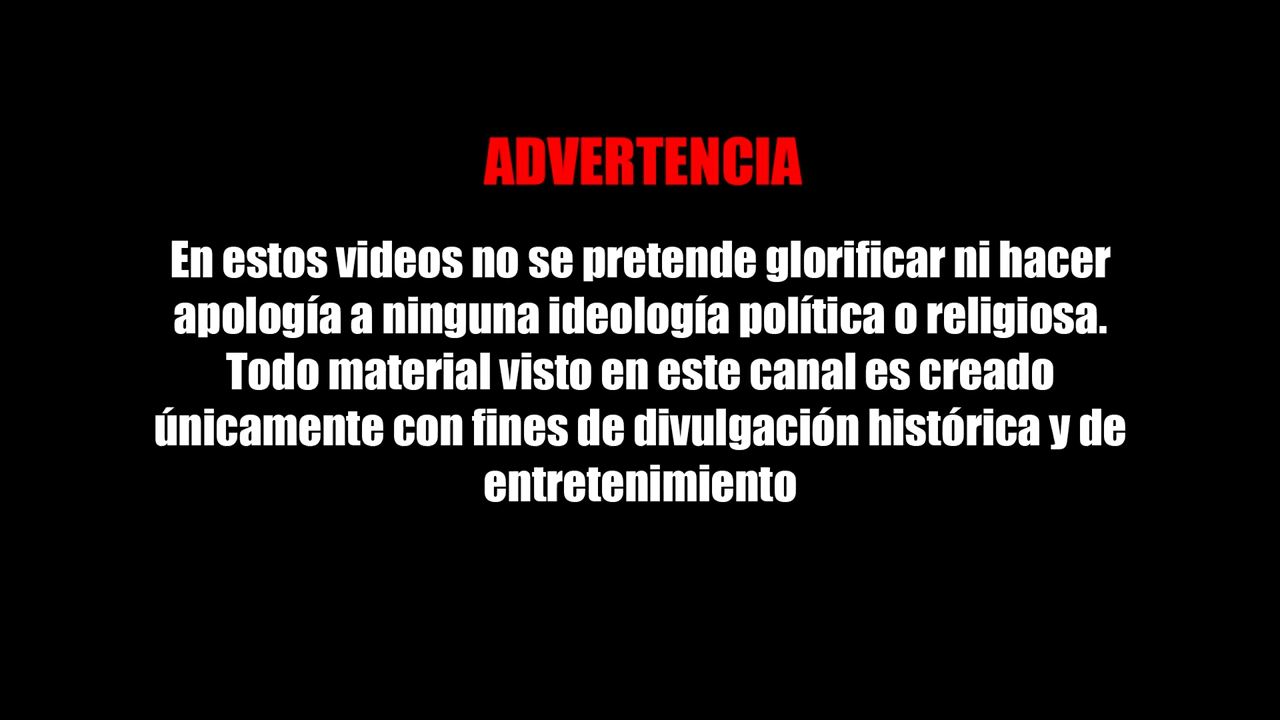 ADVERTENCIA
En estos videos no se pretende glorificar ni hacer
apología a ninguna ideología política o religiosa.
Todo material visto en este canal es creado
únicamente con fines de divulgación histórica y de
entretenimiento